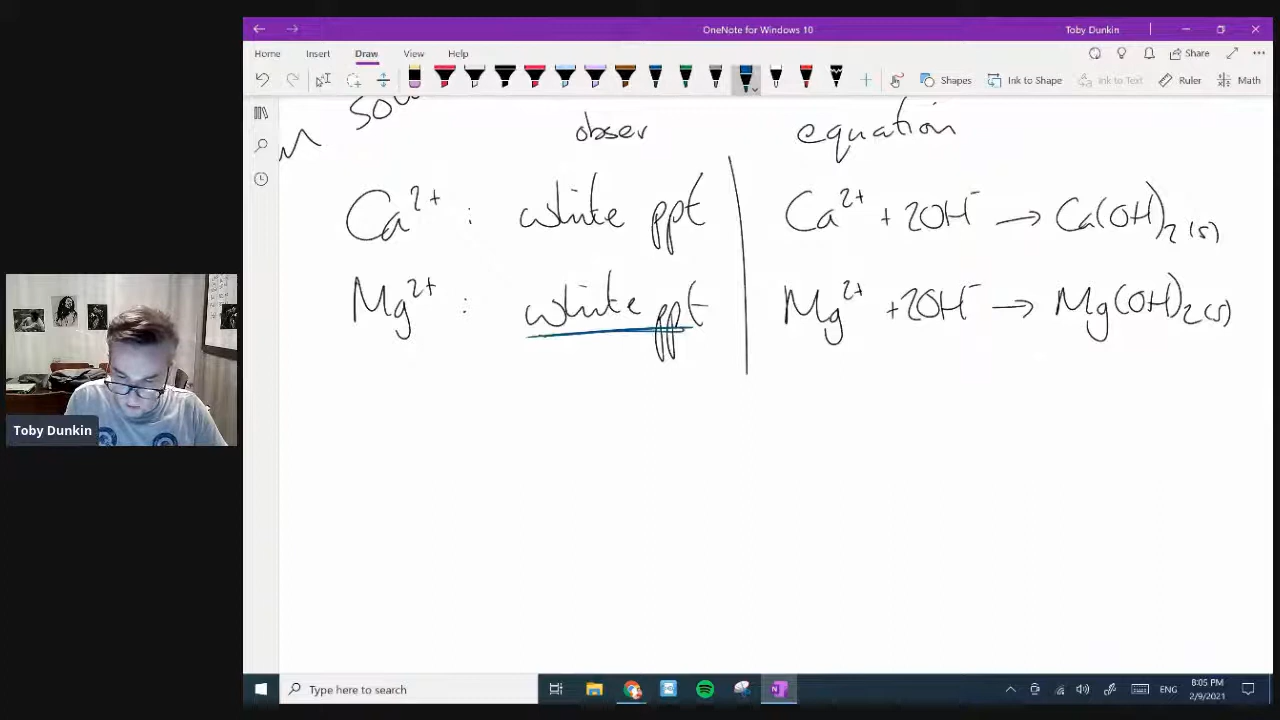 OneNote for Windows 10
Toby Dunkin
Home Insert Draw View Help
Share
Shapes Ink to Shape Ink to Text Ruler Math
obser equation
Ca²⁺ : white ppt Ca²⁺ + 2OH⁻ → Ca(OH)₂(s)
Mg²⁺ : white ppt Mg²⁺ + 2OH⁻ → Mg(OH)₂(s)
Toby Dunkin
Type here to search
ENG
8:05 PM
2/9/2021